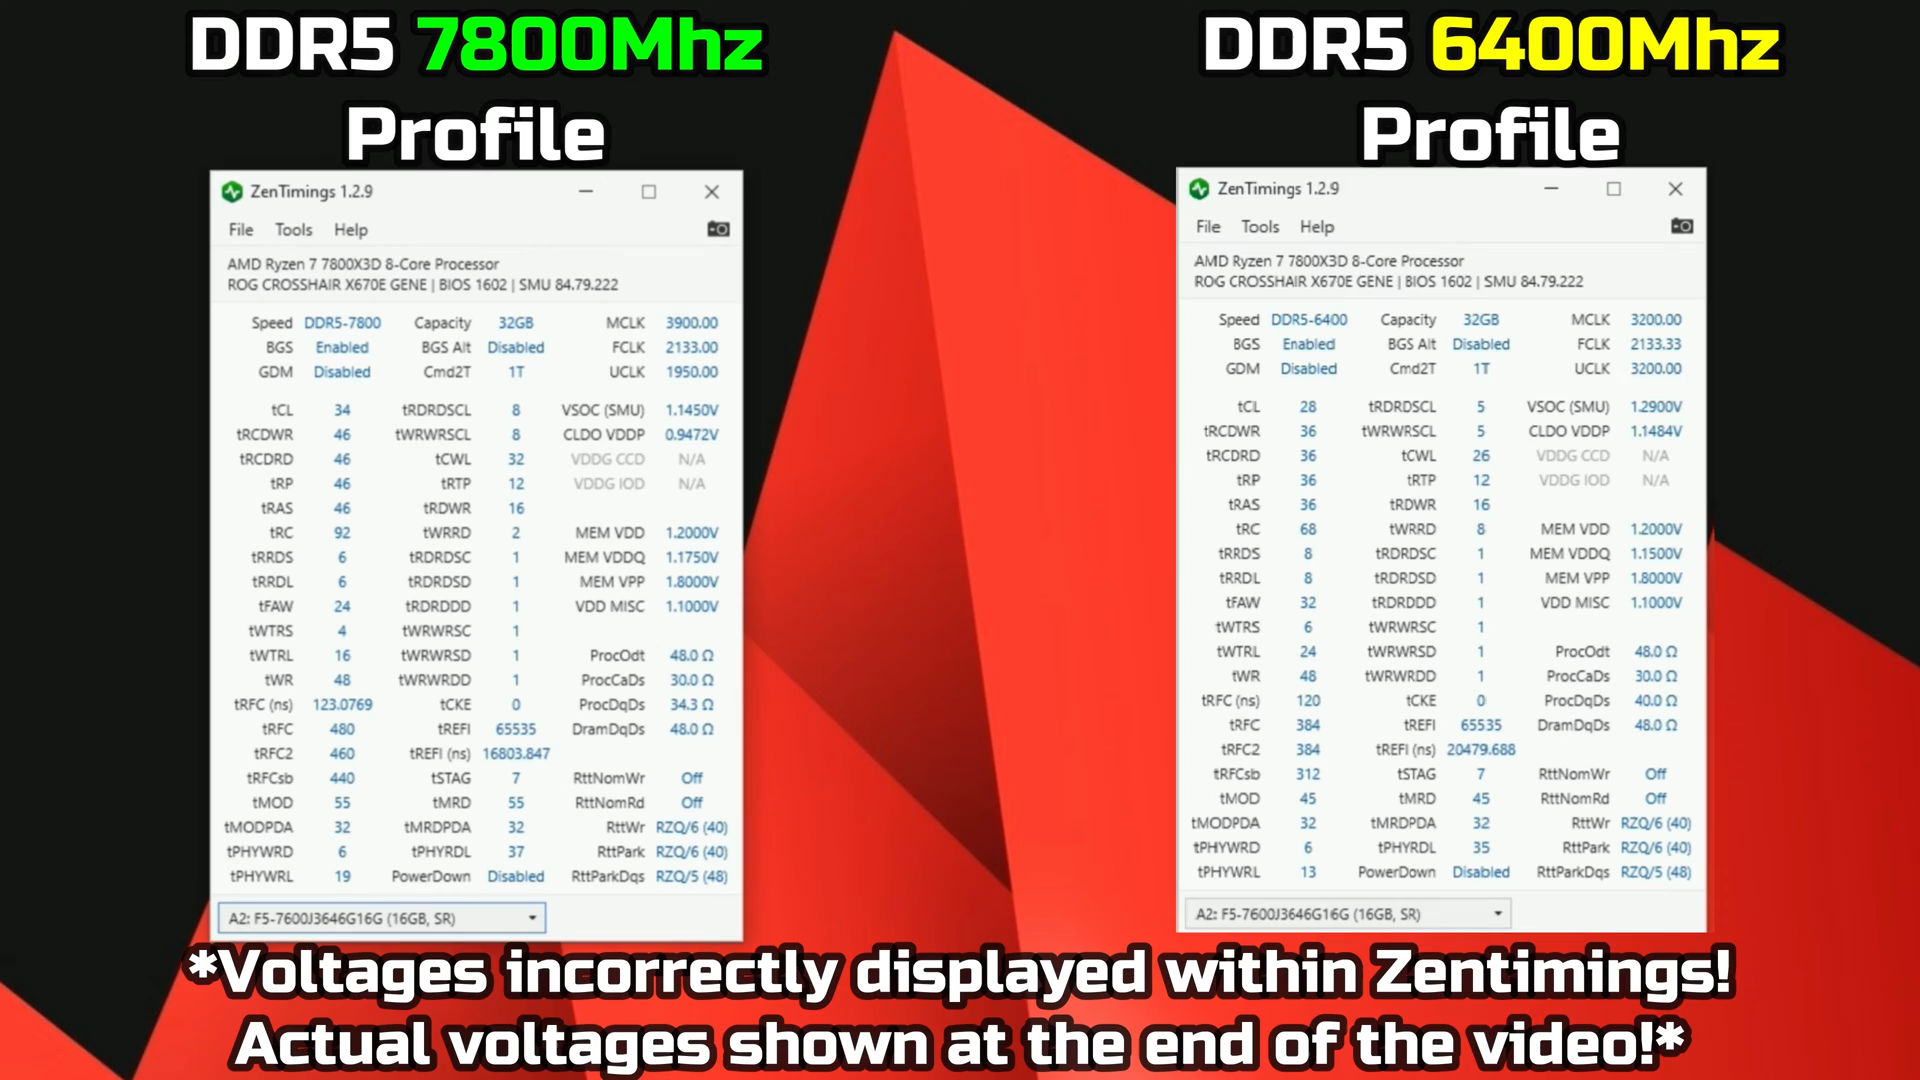 DDR5 7800Mhz
Profile
ZenTimings 1.2.9
File Tools Help
AMD Ryzen 7 7800X3D 8-Core Processor
ROG CROSSHAIR X670E GENE | BIOS 1602 | SMU 84.79.222
Speed DDR5-7800 Capacity 32GB MCLK 3900.00
BGS Enabled BGS Alt Disabled FCLK 2133.00
GDM Disabled Cmd2T 1T UCLK 1950.00
tCL 34 tRDRDSCL 8 VSOC (SMU) 1.1450V
tRCDWR 46 tWRWRSCL 8 CLDO VDDP 0.9472V
tRCDRD 46 tCWL 32 VDDG CCD N/A
tRP 46 tRTP 12 VDDG IOD N/A
tRAS 46 tRDWR 16
tRC 92 tWRRD 2 MEM VDD 1.2000V
tRRDS 6 tRDRDSC 1 MEM VDDQ 1.1750V
tRRDL 6 tRDRDSD 1 MEM VPP 1.8000V
tFAW 24 tRDRDDD 1 VDD MISC 1.1000V
tWTRS 4 tWRWRSC 1
tWTRL 16 tWRWRSD 1 ProcOdt 48.0 Ω
tWR 48 tWRWRDD 1 ProcCaDs 30.0 Ω
tRFC (ns) 123.0769 tCKE 0 ProcDqDs 34.3 Ω
tRFC 480 tREFI 65535 DramDqDs 48.0 Ω
tRFC2 460 tREFI (ns) 16803.847
tRFCsb 440 tSTAG 7 RttNomWr Off
tMOD 55 tMRD 55 RttNomRd Off
tMODPDA 32 tMRDPDA 32 RttWr RZQ/6 (40)
tPHYWRD 6 tPHYRDL 37 RttPark RZQ/6 (40)
tPHYWRL 19 PowerDown Disabled RttParkDqs RZQ/5 (48)
A2: F5-7600J3646G16G (16GB, SR)
DDR5 6400Mhz
Profile
ZenTimings 1.2.9
File Tools Help
AMD Ryzen 7 7800X3D 8-Core Processor
ROG CROSSHAIR X670E GENE | BIOS 1602 | SMU 84.79.222
Speed DDR5-6400 Capacity 32GB MCLK 3200.00
BGS Enabled BGS Alt Disabled FCLK 2133.33
GDM Disabled Cmd2T 1T UCLK 3200.00
tCL 28 tRDRDSCL 5 VSOC (SMU) 1.2900V
tRCDWR 36 tWRWRSCL 5 CLDO VDDP 1.1484V
tRCDRD 36 tCWL 26 VDDG CCD N/A
tRP 36 tRTP 12 VDDG IOD N/A
tRAS 36 tRDWR 16
tRC 68 tWRRD 8 MEM VDD 1.2000V
tRRDS 8 tRDRDSC 1 MEM VDDQ 1.1500V
tRRDL 8 tRDRDSD 1 MEM VPP 1.8000V
tFAW 32 tRDRDDD 1 VDD MISC 1.1000V
tWTRS 6 tWRWRSC 1
tWTRL 24 tWRWRSD 1 ProcOdt 48.0 Ω
tWR 48 tWRWRDD 1 ProcCaDs 30.0 Ω
tRFC (ns) 120 tCKE 0 ProcDqDs 40.0 Ω
tRFC 384 tREFI 65535 DramDqDs 48.0 Ω
tRFC2 384 tREFI (ns) 20479.688
tRFCsb 312 tSTAG 7 RttNomWr Off
tMOD 45 tMRD 45 RttNomRd Off
tMODPDA 32 tMRDPDA 32 RttWr RZQ/6 (40)
tPHYWRD 6 tPHYRDL 35 RttPark RZQ/6 (40)
tPHYWRL 13 PowerDown Disabled RttParkDqs RZQ/5 (48)
A2: F5-7600J3646G16G (16GB, SR)
*Voltages incorrectly displayed within Zentimings!
Actual voltages shown at the end of the video!*